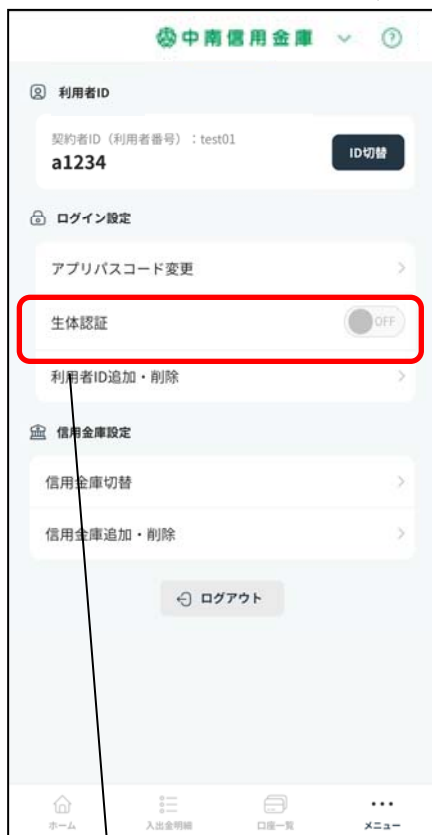 中南信用金庫
利用者ID
契約者ID（利用者番号）：test01
a1234
ID切替
ログイン設定
アプリパスコード変更
生体認証
OFF
利用者ID追加・削除
信用金庫設定
信用金庫切替
信用金庫追加・削除
ログアウト
ホーム
入出金明細
口座一覧
メニュー